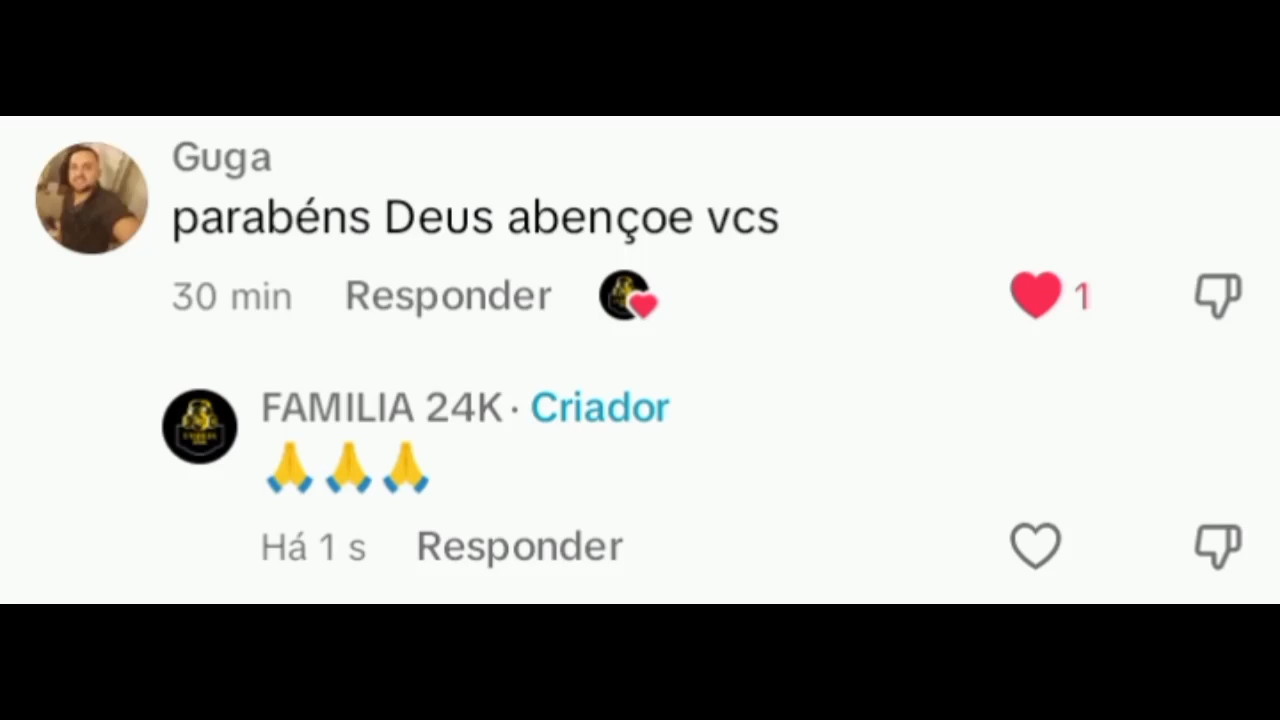 Guga
parabéns Deus abençoe vcs
30 min Responder 1
FAMILIA 24K · Criador
🙏🙏🙏
Há 1 s Responder